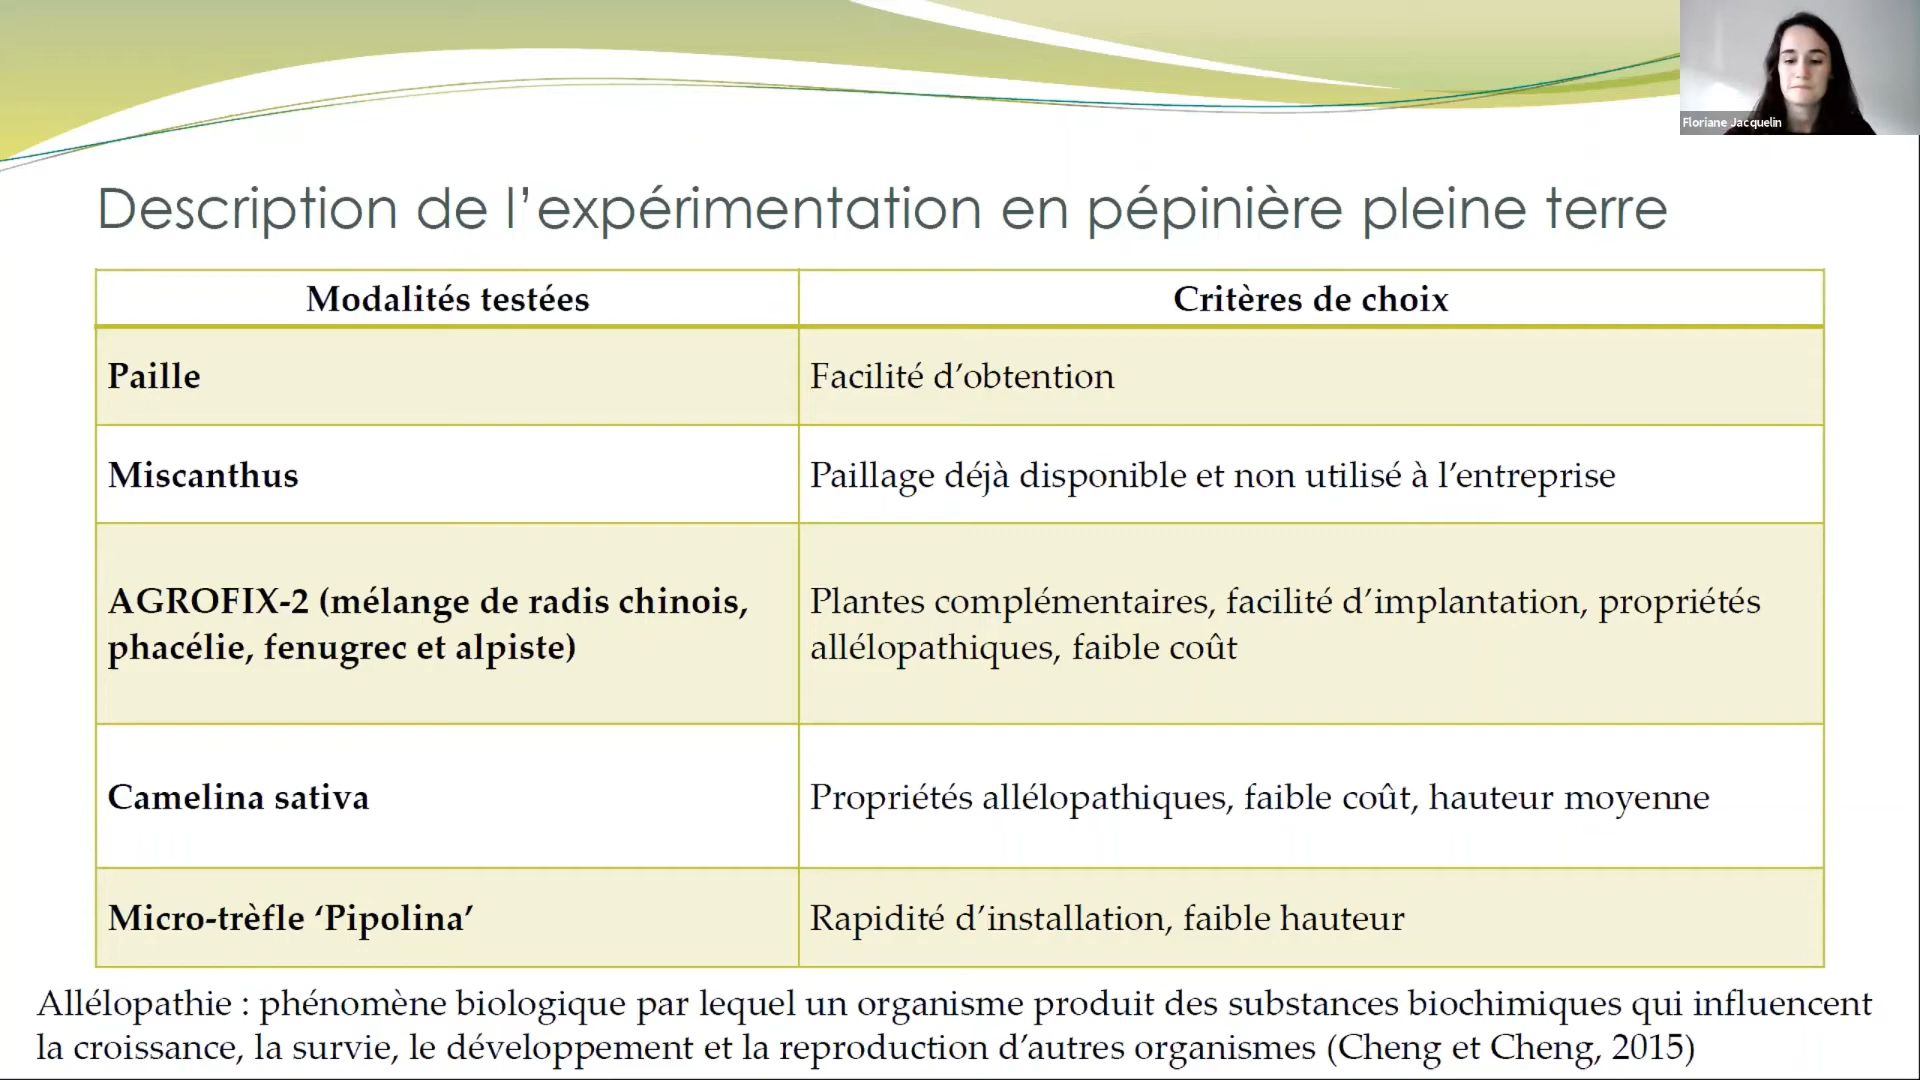 Floriane Jacquelin
Description de l’expérimentation en pépinière pleine terre
Modalités testées
Critères de choix
Paille
Facilité d’obtention
Miscanthus
Paillage déjà disponible et non utilisé à l’entreprise
AGROFIX-2 (mélange de radis chinois,
phacélie, fenugrec et alpiste)
Plantes complémentaires, facilité d’implantation, propriétés
allélopathiques, faible coût
Camelina sativa
Propriétés allélopathiques, faible coût, hauteur moyenne
Micro-trèfle ‘Pipolina’
Rapidité d’installation, faible hauteur
Allélopathie : phénomène biologique par lequel un organisme produit des substances biochimiques qui influencent
la croissance, la survie, le développement et la reproduction d’autres organismes (Cheng et Cheng, 2015)